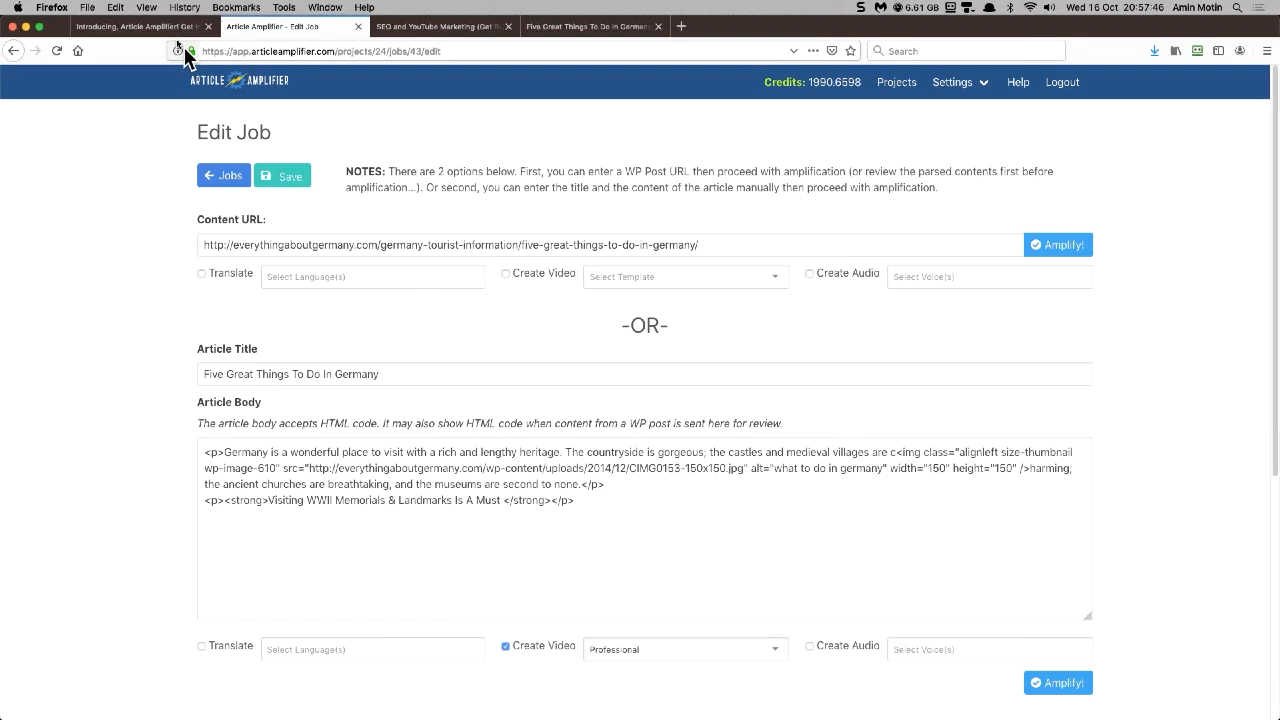 Firefox File Edit View History Bookmarks Tools Window Help 6.61 GB Wed 16 Oct 20:57:46 Amin Motin
Introducing, Article Amplifier! Get m
Article Amplifier - Edit Job
SEO and YouTube Marketing (Get R
Five Great Things To Do In Germany
https://app.articleamplifier.com/projects/24/jobs/43/edit
Search
ARTICLE AMPLIFIER
Credits: 1990.6598 Projects Settings Help Logout
Edit Job
Jobs Save
NOTES: There are 2 options below. First, you can enter a WP Post URL then proceed with amplification (or review the parsed contents first before
amplification...). Or second, you can enter the title and the content of the article manually then proceed with amplification.
Content URL:
http://everythingaboutgermany.com/germany-tourist-information/five-great-things-to-do-in-germany/
Amplify!
Translate Select Language(s) Create Video Select Template Create Audio Select Voice(s)
-OR-
Article Title
Five Great Things To Do In Germany
Article Body
The article body accepts HTML code. It may also show HTML code when content from a WP post is sent here for review.
<p>Germany is a wonderful place to visit with a rich and lengthy heritage. The countryside is gorgeous; the castles and medieval villages are c<img class="alignleft size-thumbnail
wp-image-610" src="http://everythingaboutgermany.com/wp-content/uploads/2014/12/CIMG0153-150x150.jpg" alt="what to do in germany" width="150" height="150" />harming;
the ancient churches are breathtaking, and the museums are second to none.</p>
<p><strong>Visiting WWII Memorials & Landmarks Is A Must </strong></p>
Translate Select Language(s) Create Video Professional Create Audio Select Voice(s)
Amplify!